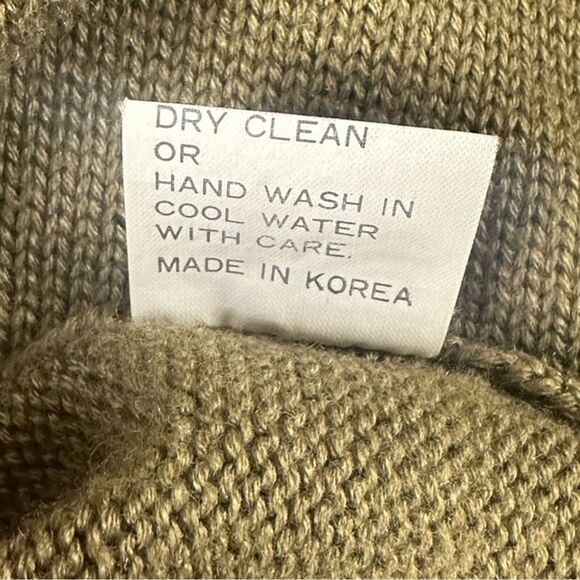 DRY CLEAN
OR
HAND WASH IN
COOL WATER
WITH CARE.
MADE IN KOREA